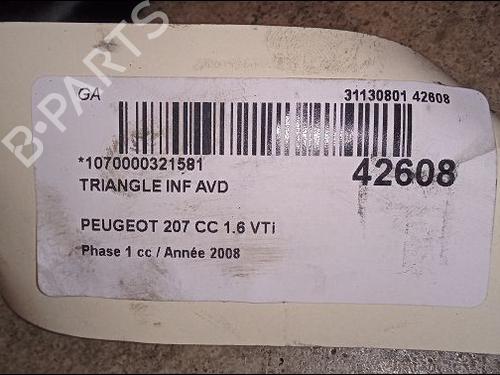 GA 31130801 42608
*1070000321581 42608
TRIANGLE INF AVD
PEUGEOT 207 CC 1.6 VTi
Phase 1 cc / Année 2008
B-PARTS